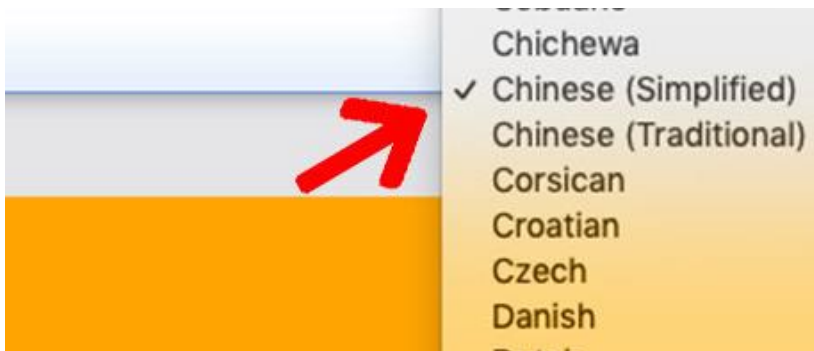 Chichewa
✓ Chinese (Simplified)
Chinese (Traditional)
Corsican
Croatian
Czech
Danish